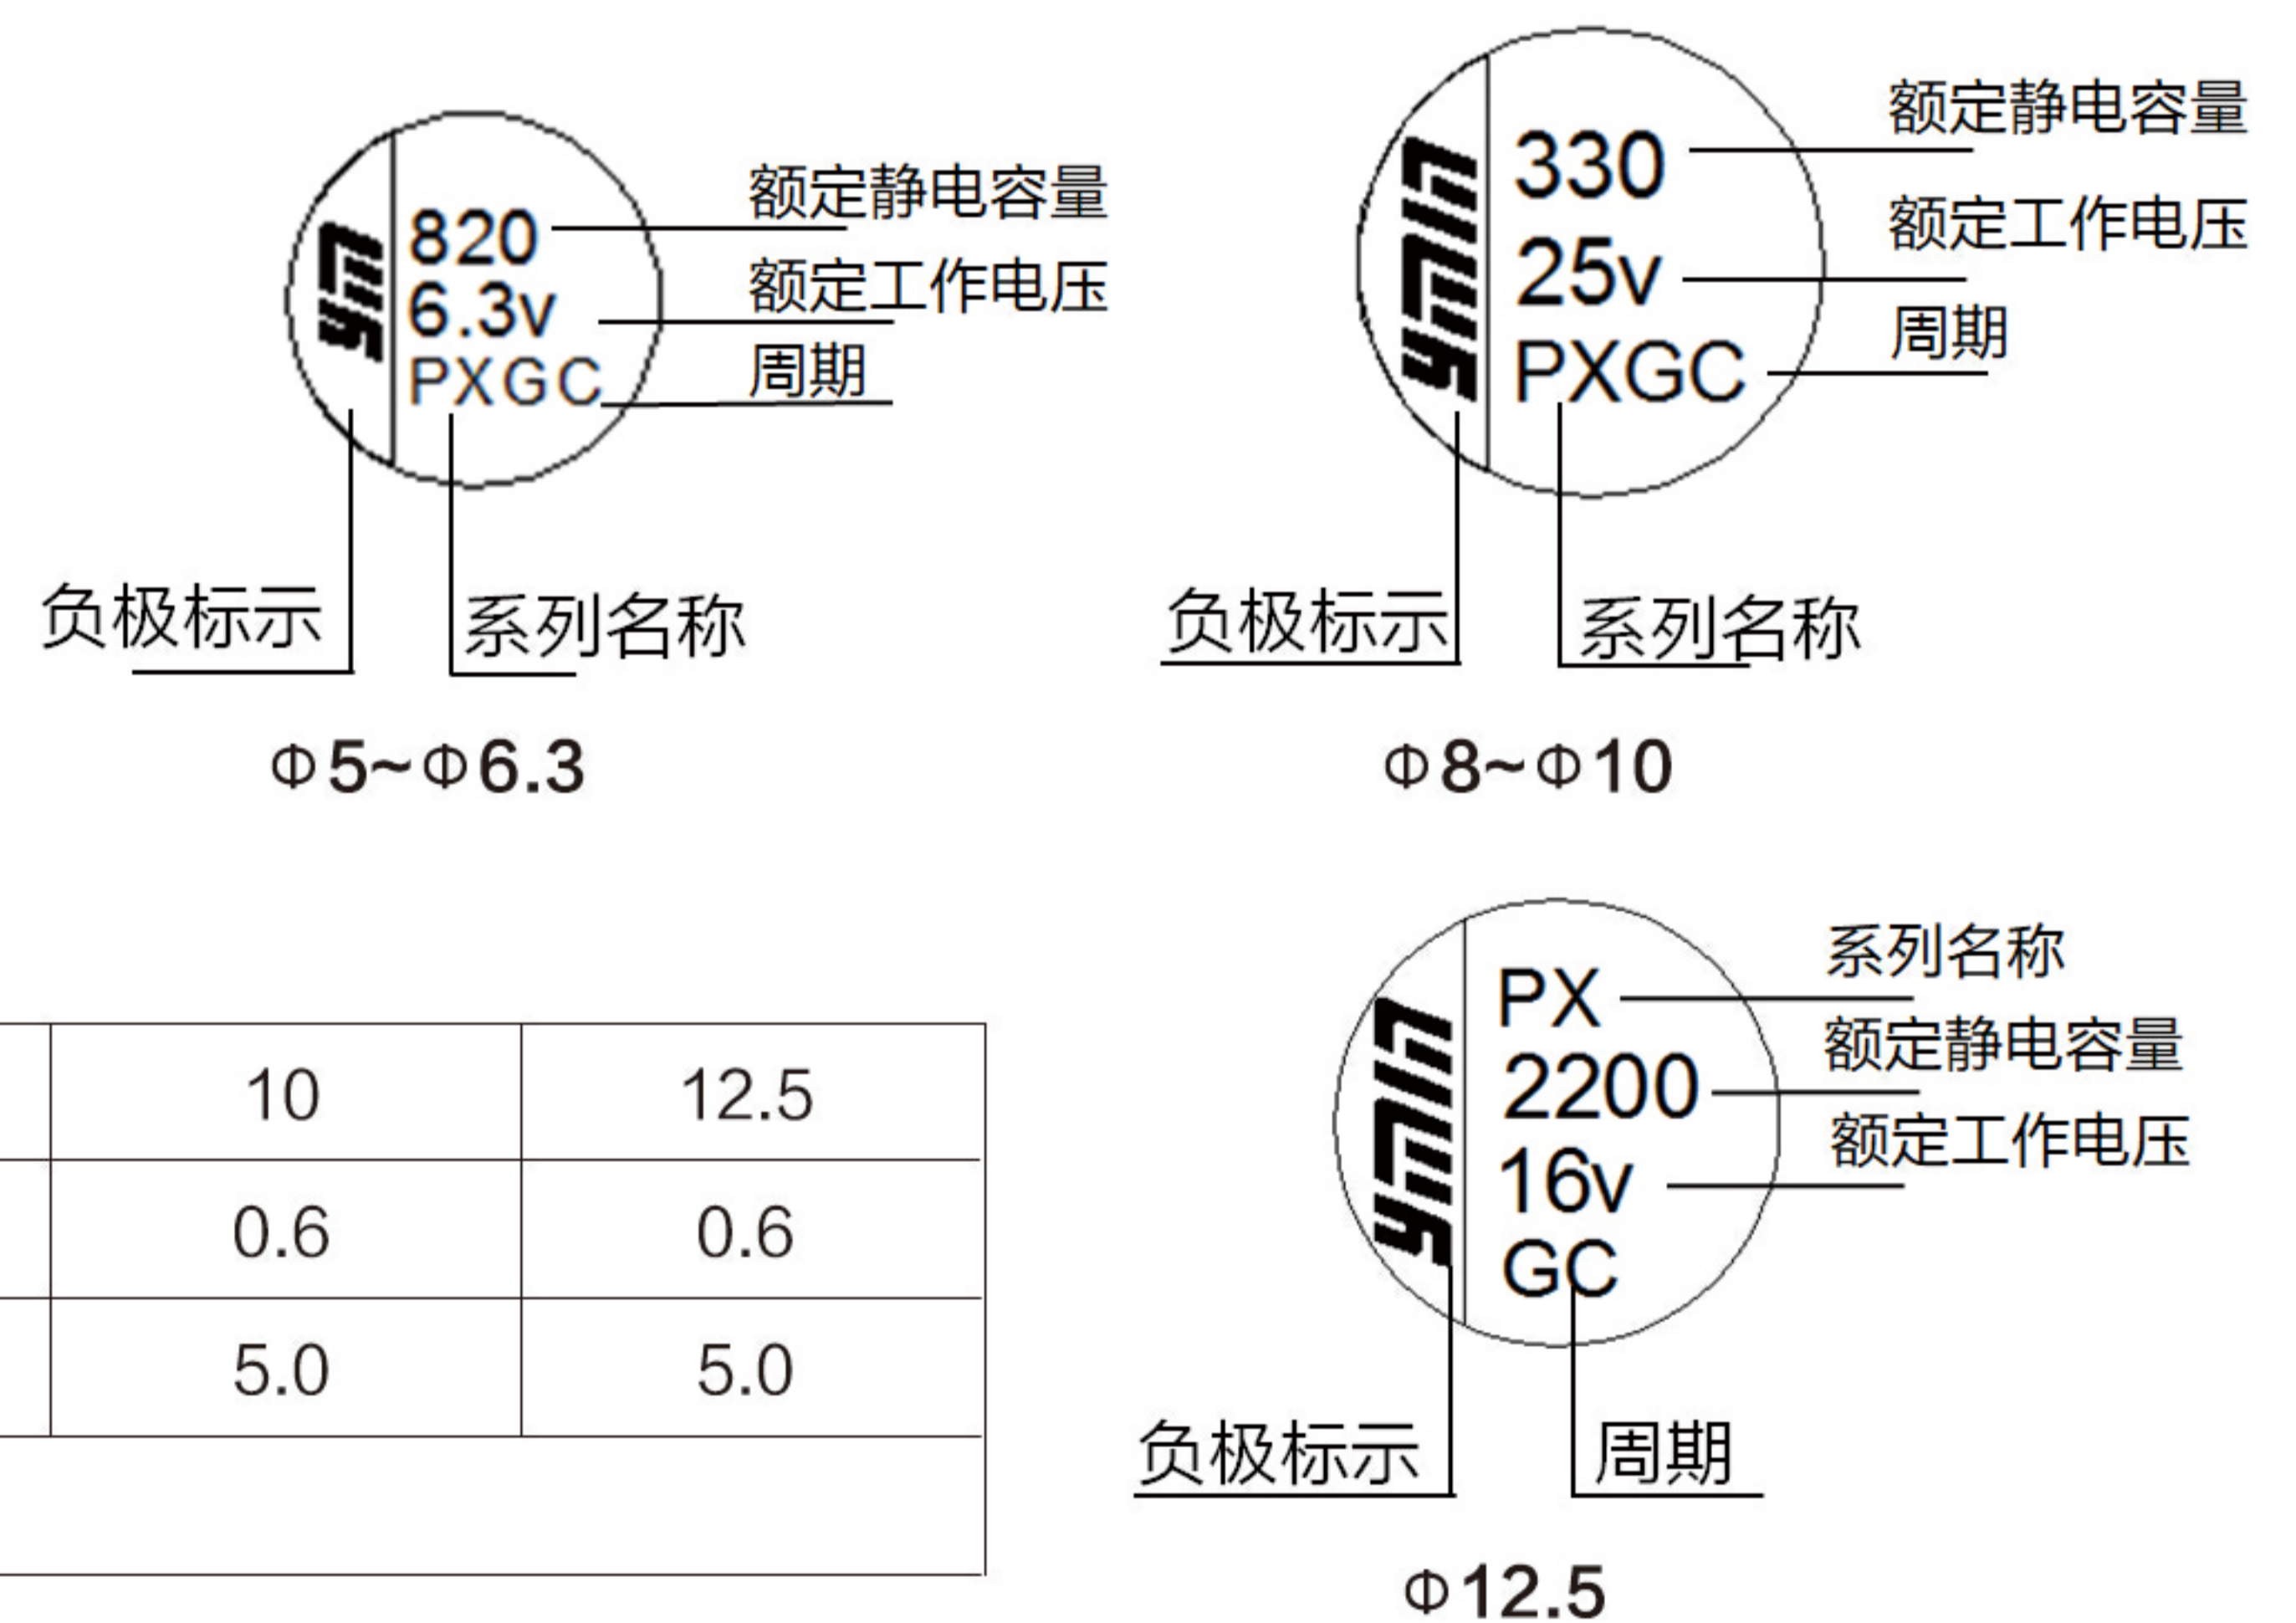 820
6.3v
PXGC
额定静电容量
额定工作电压
周期
ym
负极标示
系列名称
Φ5~Φ6.3
330
25v
PXGC
额定静电容量
额定工作电压
周期
ymin
负极标示
系列名称
Φ8~Φ10
10 12.5
0.6 0.6
5.0 5.0
PX
2200
16v
GC
系列名称
额定静电容量
额定工作电压
ymin
负极标示
周期
Φ12.5